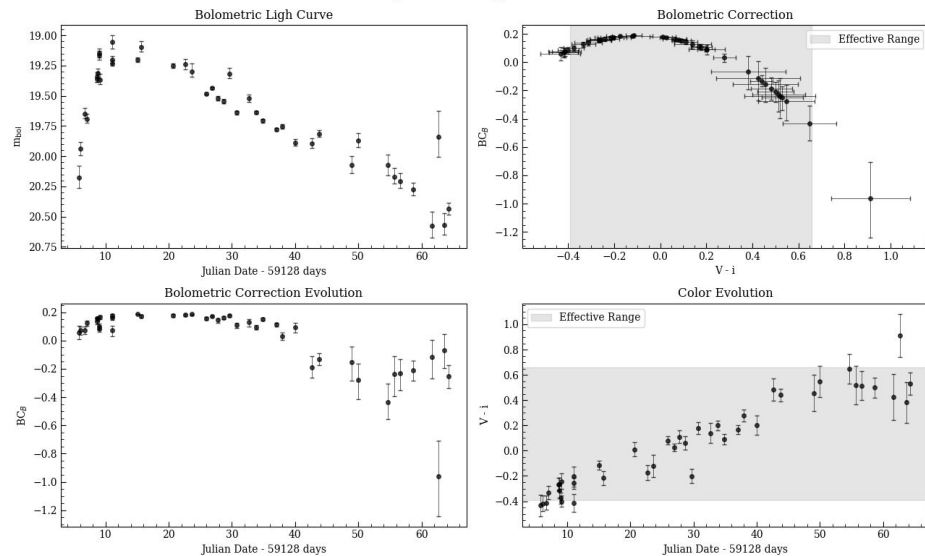 Bolometric Ligh Curve
19.00
19.25
19.50
19.75
20.00
20.25
20.50
20.75
m_bol
10 20 30 40 50 60
Julian Date - 59128 days
Bolometric Correction
0.2
0.0
−0.2
−0.4
−0.6
−0.8
−1.0
−1.2
BC_B
Effective Range
−0.4 −0.2 0.0 0.2 0.4 0.6 0.8 1.0
V - i
Bolometric Correction Evolution
0.2
0.0
−0.2
−0.4
−0.6
−0.8
−1.0
−1.2
BC_B
10 20 30 40 50 60
Julian Date - 59128 days
Color Evolution
1.0
0.8
0.6
0.4
0.2
0.0
−0.2
−0.4
V - i
Effective Range
10 20 30 40 50 60
Julian Date - 59128 days